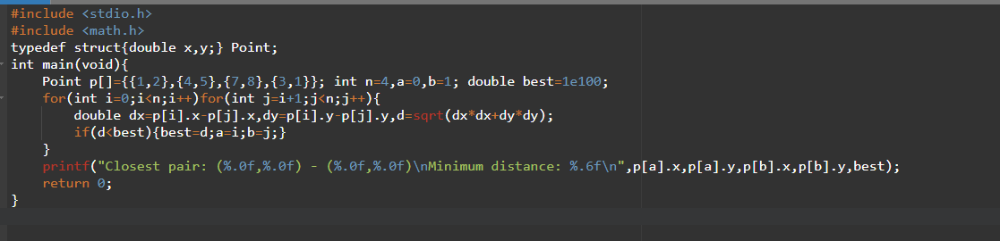 #include <stdio.h>
#include <math.h>
typedef struct{double x,y;} Point;
int main(void){
    Point p[]={{1,2},{4,5},{7,8},{3,1}}; int n=4,a=0,b=1; double best=1e100;
    for(int i=0;i<n;i++)for(int j=i+1;j<n;j++){
        double dx=p[i].x-p[j].x,dy=p[i].y-p[j].y,d=sqrt(dx*dx+dy*dy);
        if(d<best){best=d;a=i;b=j;}
    }
    printf("Closest pair: (%.0f,%.0f) - (%.0f,%.0f)\nMinimum distance: %.6f\n",p[a].x,p[a].y,p[b].x,p[b].y,best);
    return 0;
}